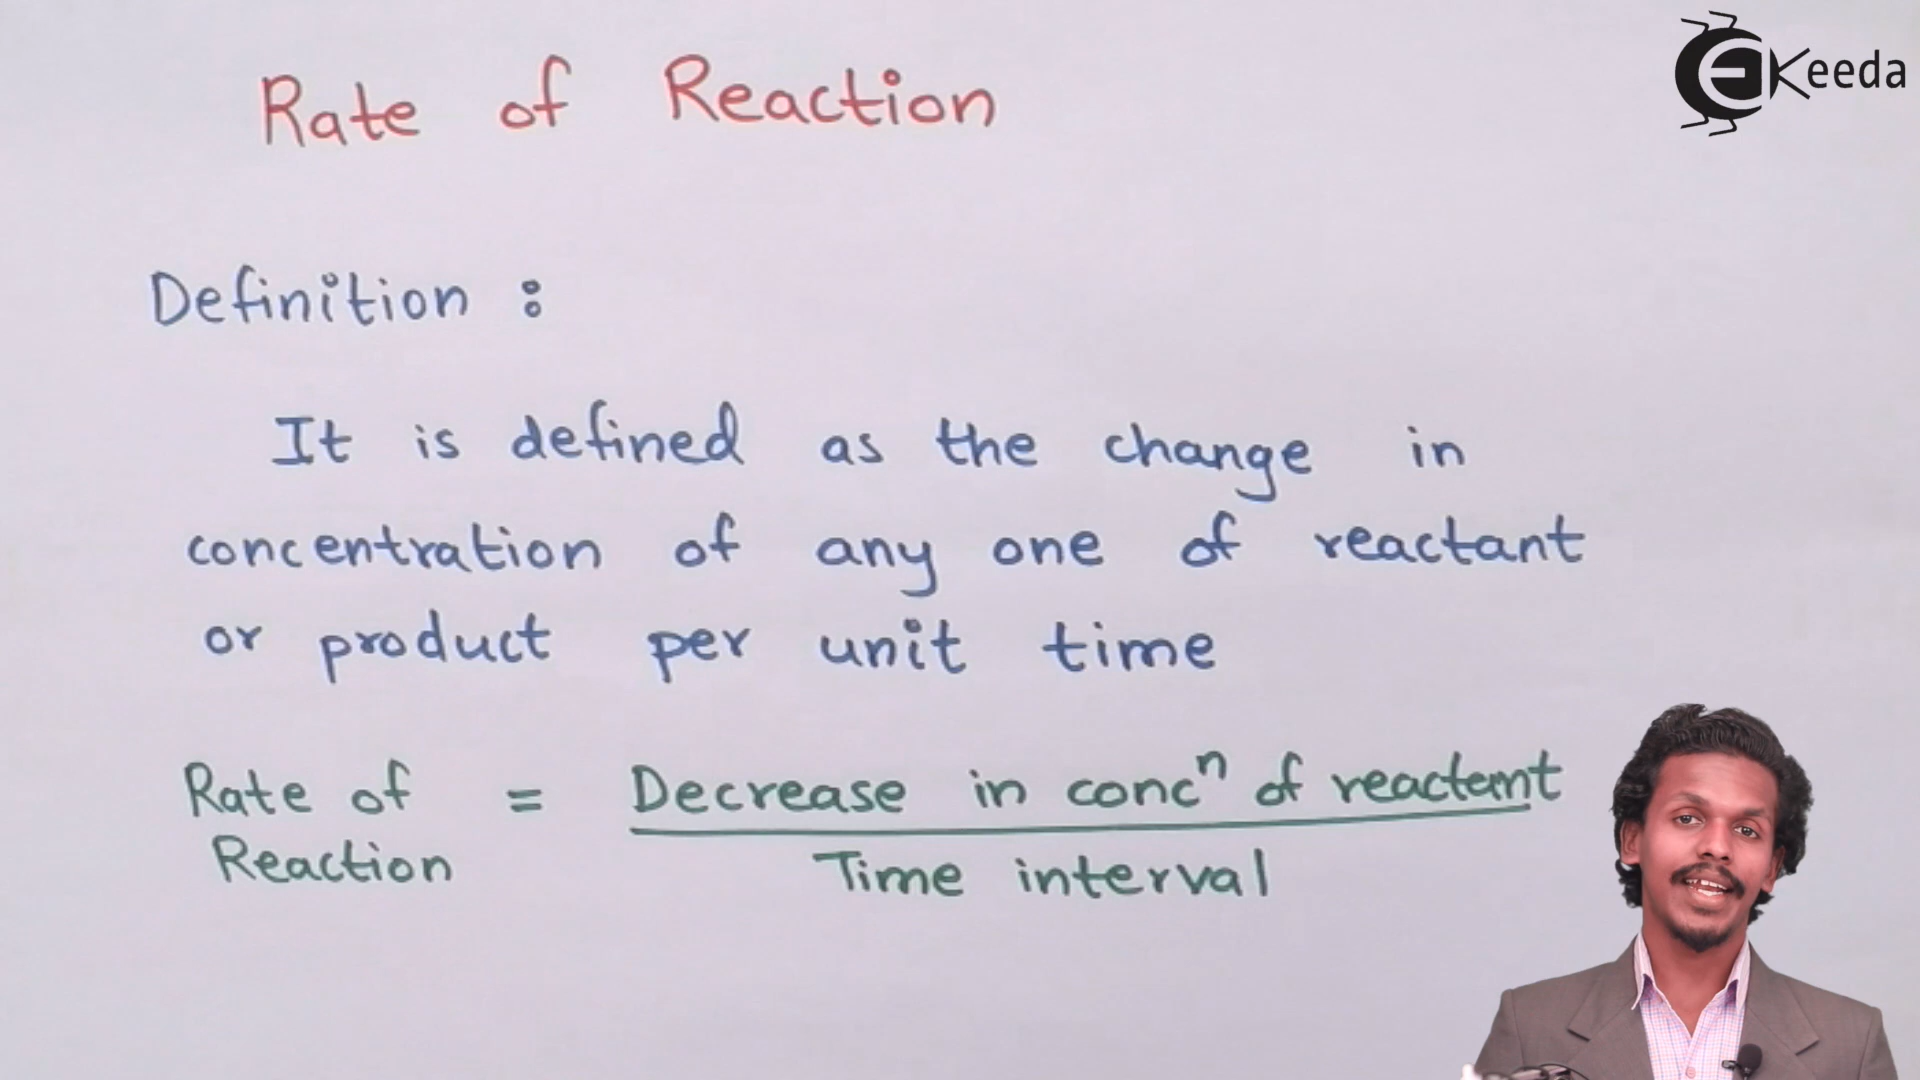 Rate of Reaction
EKeeda
Definition :
It is defined as the change in
concentration of any one of reactant
or product per unit time
Rate of Reaction = Decrease in concⁿ of reactant
Time interval